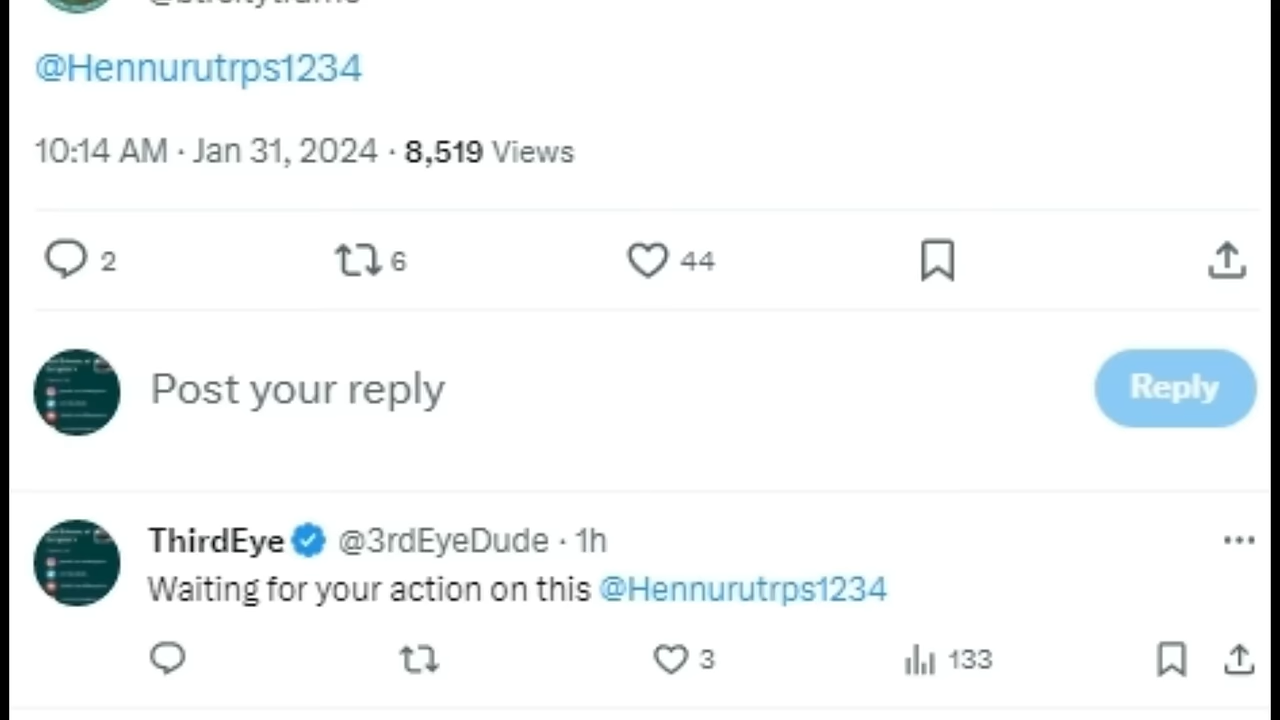 @Hennurutrps1234
10:14 AM · Jan 31, 2024 · 8,519 Views
2 6 44
Post your reply
Reply
ThirdEye @3rdEyeDude · 1h
Waiting for your action on this @Hennurutrps1234
3 133